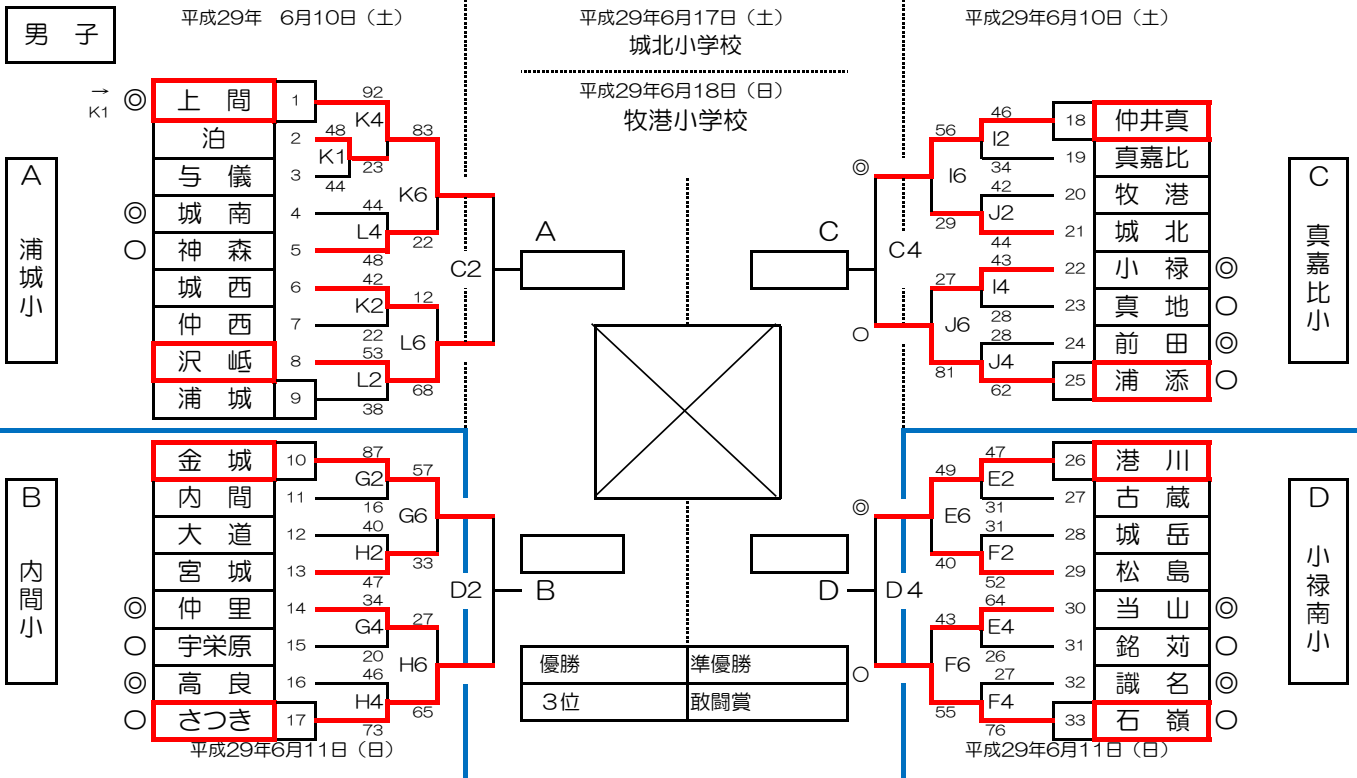 男 子
平成29年 6月10日（土）
平成29年6月17日（土）
城北小学校
平成29年6月18日（日）
牧港小学校
平成29年6月10日（土）
→
K1
A
浦城小
◎ 上 間 1
泊 2
与 儀 3
◎ 城 南 4
○ 神 森 5
城 西 6
仲 西 7
沢 岻 8
浦 城 9
92
K4
48
K1
23
44
83
K6
44
L4
22
48
42
K2
12
22
L6
53
L2
68
38
C2
A
B
内間小
金 城 10
内 間 11
大 道 12
宮 城 13
◎ 仲 里 14
○ 宇栄原 15
◎ 高 良 16
○ さつき 17
87
G2
57
16
G6
40
H2
33
47
34
G4
27
20
H6
46
H4
65
73
D2
B
平成29年6月11日（日）
C
真嘉比小
18 仲井真
19 真嘉比
20 牧 港
21 城 北
22 小 禄 ◎
23 真 地 ○
24 前 田 ◎
25 浦 添 ○
46
56
I2
34
I6
42
J2
29
44
43
27
I4
28
J6
28
J4
81
62
◎
C4
○
C
D
小禄南小
26 港 川
27 古 蔵
28 城 岳
29 松 島
30 当 山 ◎
31 銘 苅 ○
32 識 名 ◎
33 石 嶺 ○
47
49
E2
31
E6
31
F2
40
52
64
43
E4
26
F6
27
F4
55
76
◎
D4
○
D
平成29年6月11日（日）
優勝 準優勝
3位 敢闘賞